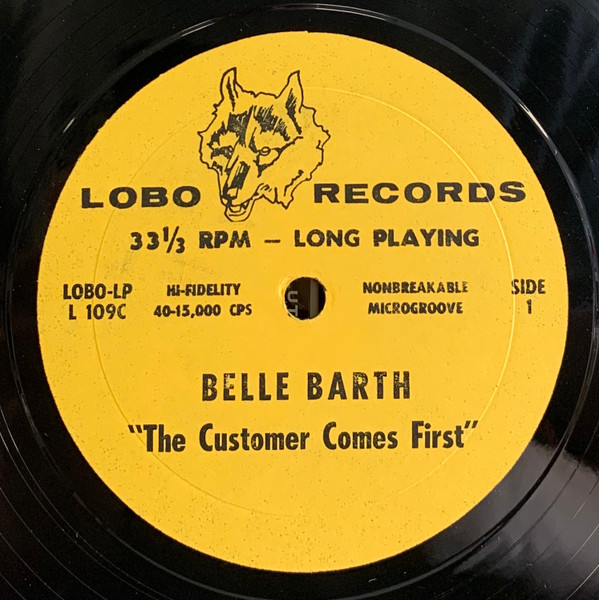 LOBO RECORDS
33⅓ RPM — LONG PLAYING
LOBO-LP HI-FIDELITY NONBREAKABLE SIDE
L 109C 40-15,000 CPS MICROGROOVE 1
BELLE BARTH
"The Customer Comes First"